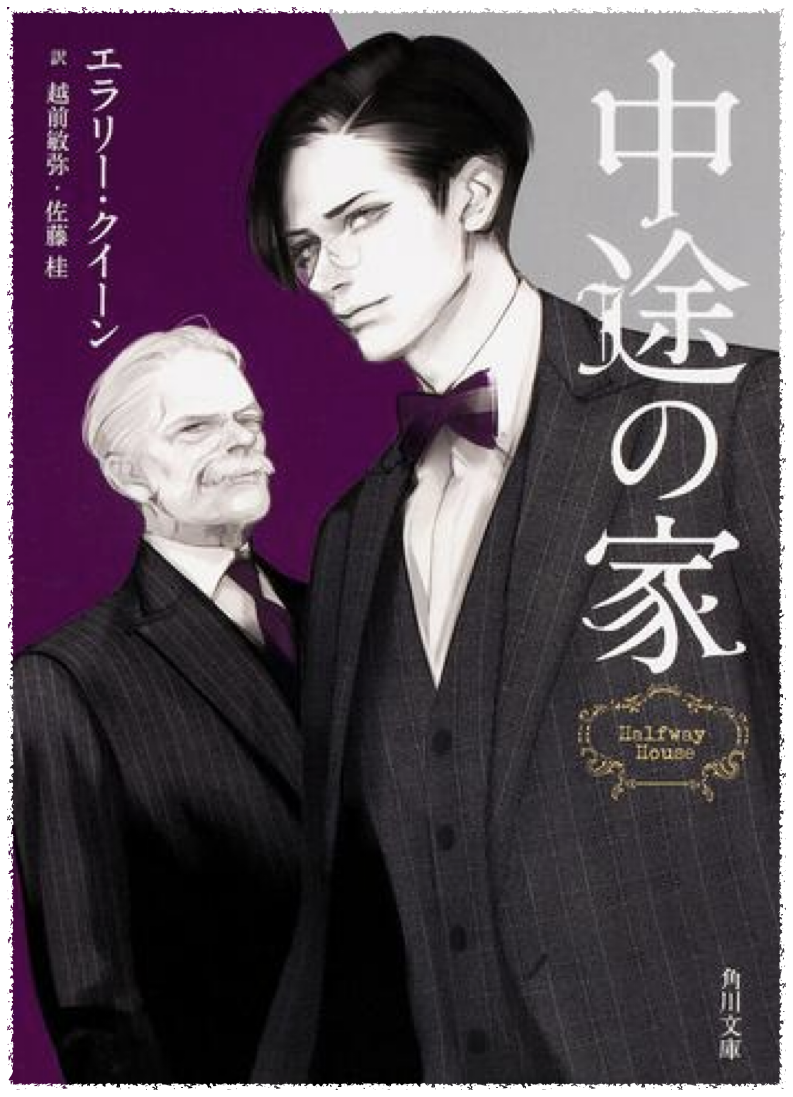 中途の家
Halfway
House
エラリー・クイーン
訳 越前敏弥・佐藤 桂
角川文庫